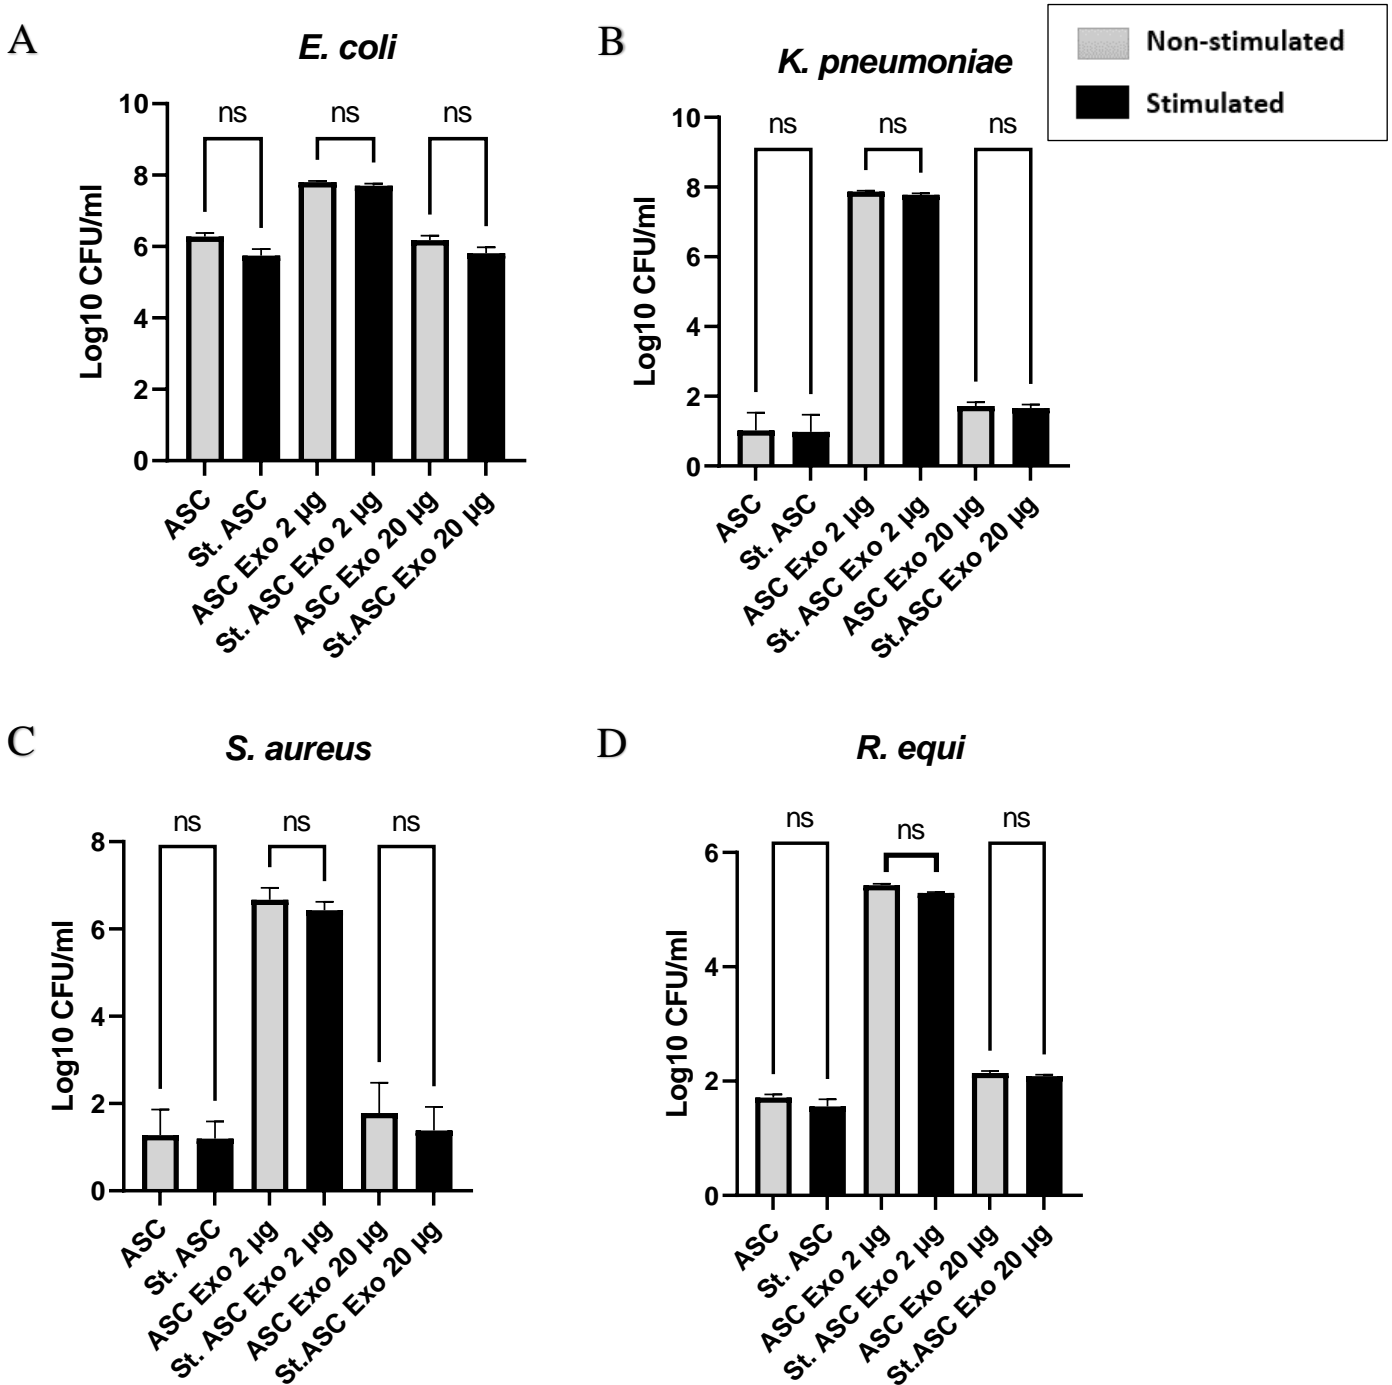 A
E. coli
10
8
6
4
2
0
Log10 CFU/ml
ns
ns
ns
ASC
St. ASC
ASC Exo 2 µg
St. ASC Exo 2 µg
ASC Exo 20 µg
St.ASC Exo 20 µg
B
K. pneumoniae
10
8
6
4
2
0
Log10 CFU/ml
ns
ns
ns
ASC
St. ASC
ASC Exo 2 µg
St. ASC Exo 2 µg
ASC Exo 20 µg
St.ASC Exo 20 µg
Non-stimulated
Stimulated
C
S. aureus
8
6
4
2
0
Log10 CFU/ml
ns
ns
ns
ASC
St. ASC
ASC Exo 2 µg
St. ASC Exo 2 µg
ASC Exo 20 µg
St.ASC Exo 20 µg
D
R. equi
6
4
2
0
Log10 CFU/ml
ns
ns
ns
ASC
St. ASC
ASC Exo 2 µg
St. ASC Exo 2 µg
ASC Exo 20 µg
St.ASC Exo 20 µg